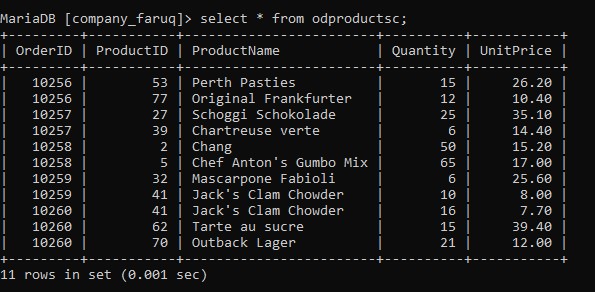 MariaDB [company_faruq]> select * from odproductsc;
+---------+-----------+------------------------+----------+-----------+
| OrderID | ProductID | ProductName            | Quantity | UnitPrice |
+---------+-----------+------------------------+----------+-----------+
|   10256 |        53 | Perth Pasties          |       15 |     26.20 |
|   10256 |        77 | Original Frankfurter   |       12 |     10.40 |
|   10257 |        27 | Schoggi Schokolade     |       25 |     35.10 |
|   10257 |        39 | Chartreuse verte       |        6 |     14.40 |
|   10258 |         2 | Chang                  |       50 |     15.20 |
|   10258 |         5 | Chef Anton's Gumbo Mix |       65 |     17.00 |
|   10259 |        32 | Mascarpone Fabioli     |        6 |     25.60 |
|   10259 |        41 | Jack's Clam Chowder    |       10 |      8.00 |
|   10260 |        41 | Jack's Clam Chowder    |       16 |      7.70 |
|   10260 |        62 | Tarte au sucre         |       15 |     39.40 |
|   10260 |        70 | Outback Lager          |       21 |     12.00 |
+---------+-----------+------------------------+----------+-----------+
11 rows in set (0.001 sec)